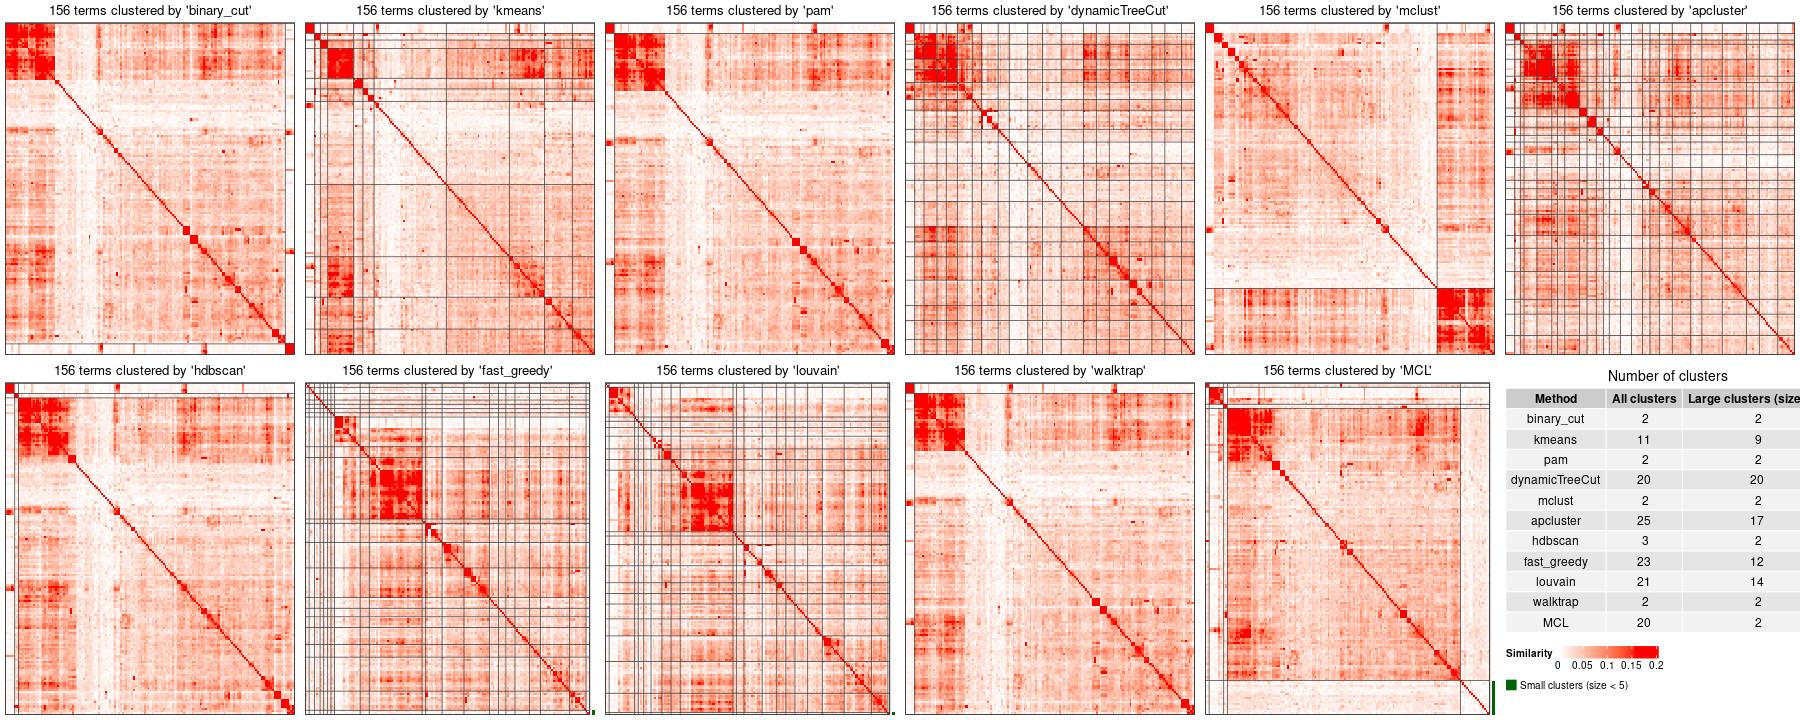 156 terms clustered by 'binary_cut'
156 terms clustered by 'kmeans'
156 terms clustered by 'pam'
156 terms clustered by 'dynamicTreeCut'
156 terms clustered by 'mclust'
156 terms clustered by 'apcluster'
156 terms clustered by 'hdbscan'
156 terms clustered by 'fast_greedy'
156 terms clustered by 'louvain'
156 terms clustered by 'walktrap'
156 terms clustered by 'MCL'
Number of clusters
Method All clusters Large clusters (size
binary_cut 2 2
kmeans 11 9
pam 2 2
dynamicTreeCut 20 20
mclust 2 2
apcluster 25 17
hdbscan 3 2
fast_greedy 23 12
louvain 21 14
walktrap 2 2
MCL 20 2
Similarity
0 0.05 0.1 0.15 0.2
Small clusters (size < 5)